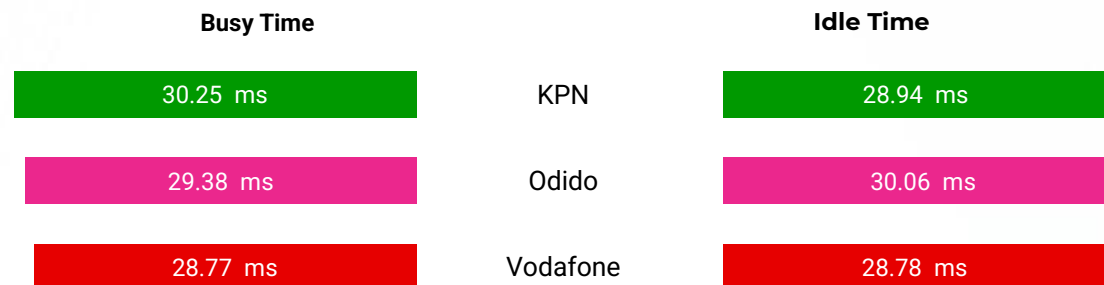 Busy Time Idle Time
30.25 ms KPN 28.94 ms
29.38 ms Odido 30.06 ms
28.77 ms Vodafone 28.78 ms